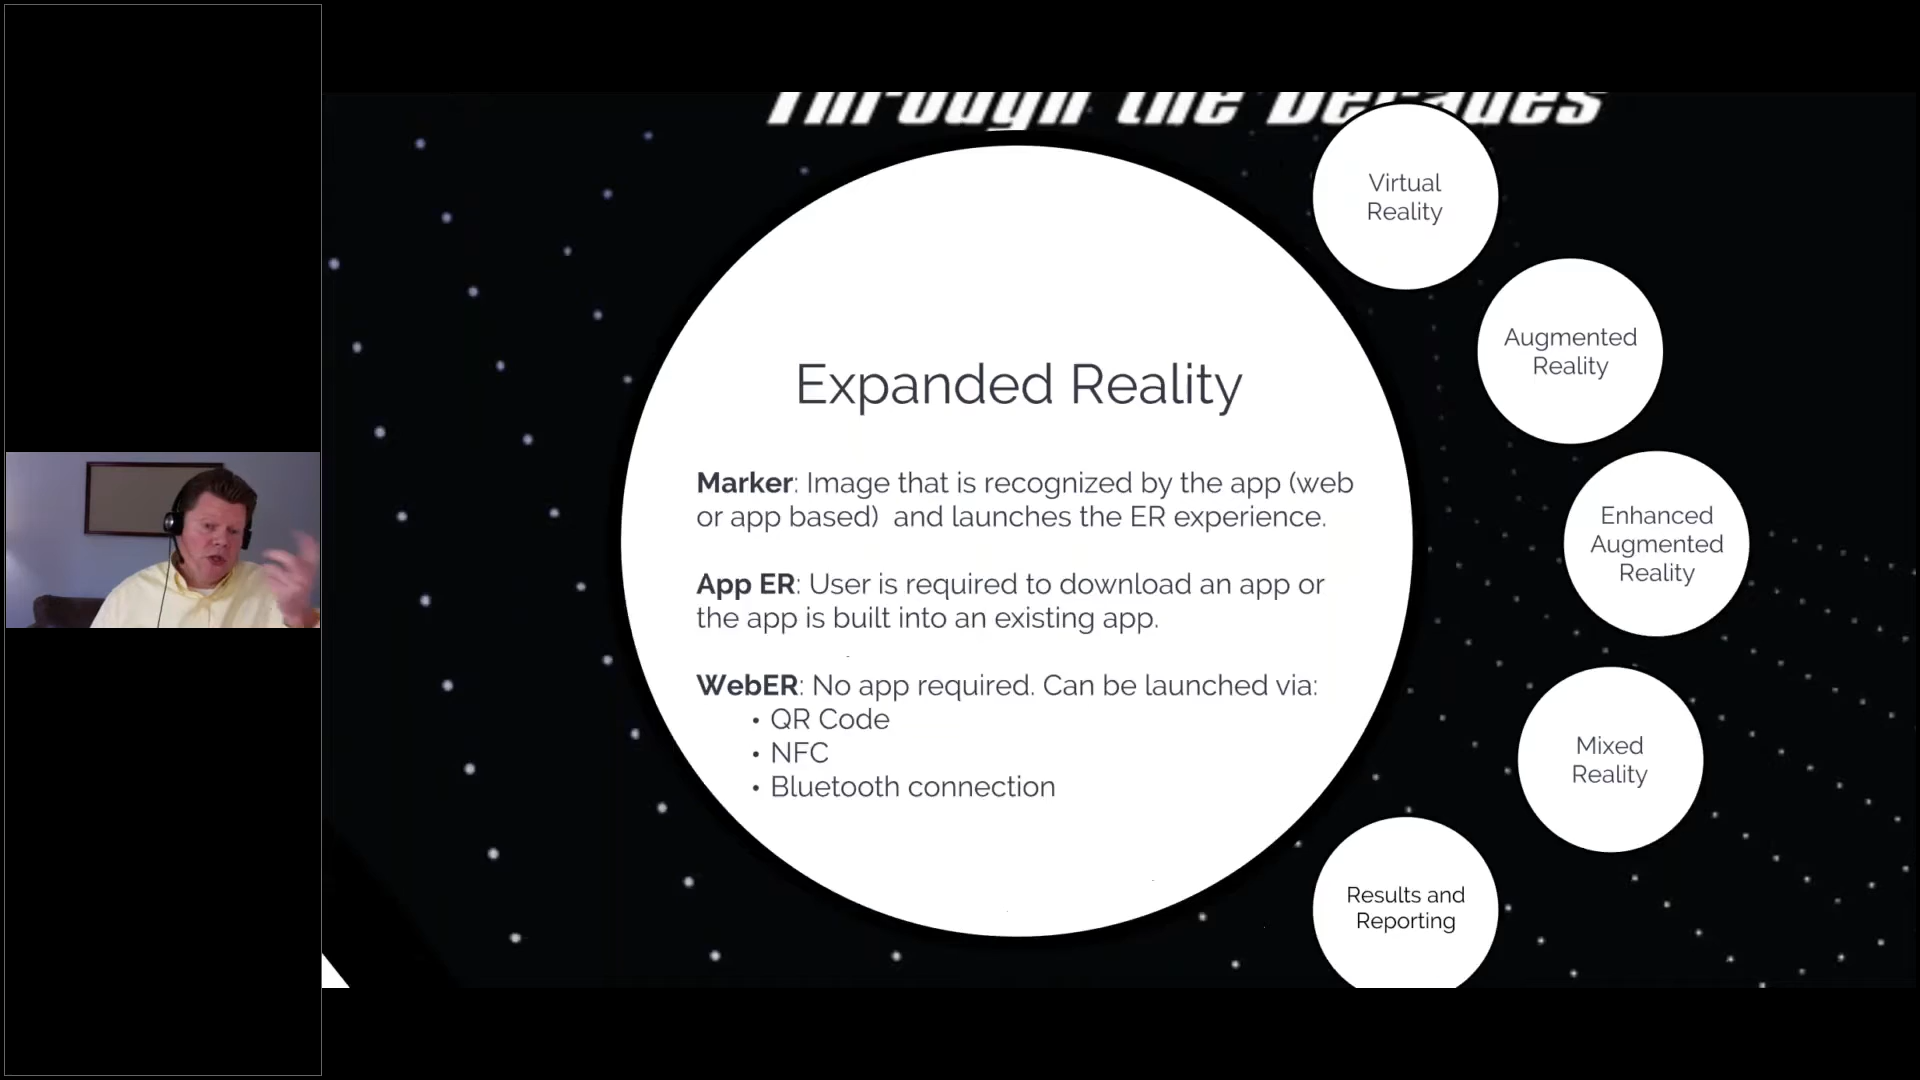 Through the Decades
Expanded Reality
Marker: Image that is recognized by the app (web
or app based)  and launches the ER experience.
App ER: User is required to download an app or
the app is built into an existing app.
WebER: No app required. Can be launched via:
• QR Code
• NFC
• Bluetooth connection
Virtual
Reality
Augmented
Reality
Enhanced
Augmented
Reality
Mixed
Reality
Results and
Reporting